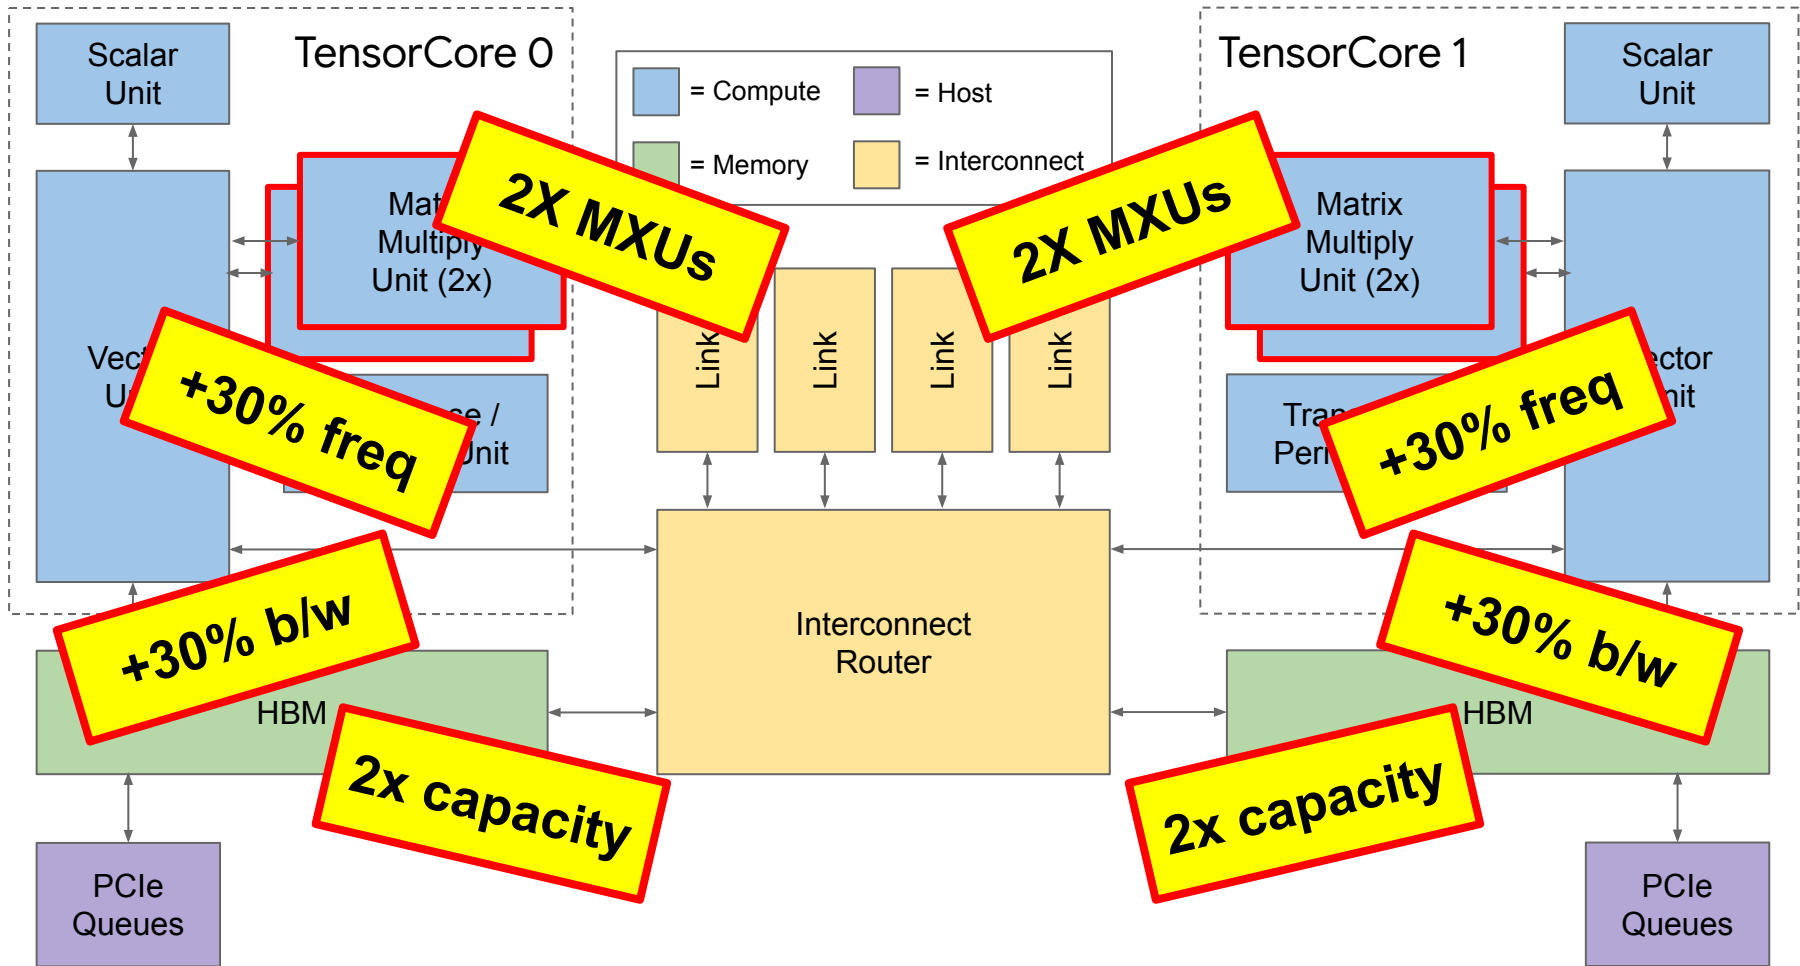 Scalar
Unit
TensorCore 0
= Compute
= Host
= Memory
= Interconnect
TensorCore 1
Scalar
Unit
Multiply
Unit (2x)
2X MXUs
2X MXUs
Matrix
Multiply
Unit (2x)
+30% freq
Link
Link
Link
Link
+30% freq
+30% b/w
Interconnect
Router
+30% b/w
HBM
HBM
2x capacity
2x capacity
PCIe
Queues
PCIe
Queues